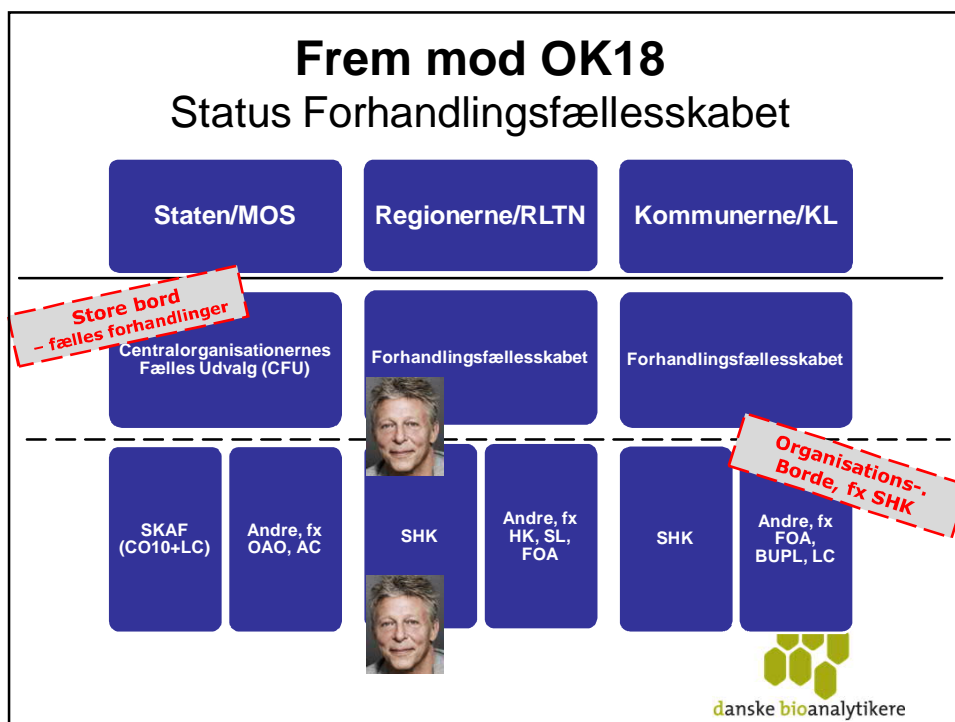 Frem mod OK18
Status Forhandlingsfællesskabet
Staten/MOS
Regionerne/RLTN
Kommunerne/KL
Store bord
– fælles forhandlinger
Centralorganisationernes
Fælles Udvalg (CFU)
Forhandlingsfællesskabet
Forhandlingsfællesskabet
Organisations-.
Borde, fx SHK
SKAF
(CO10+LC)
Andre, fx
OAO, AC
SHK
Andre, fx
HK, SL,
FOA
SHK
Andre, fx
FOA,
BUPL, LC
danske bioanalytikere